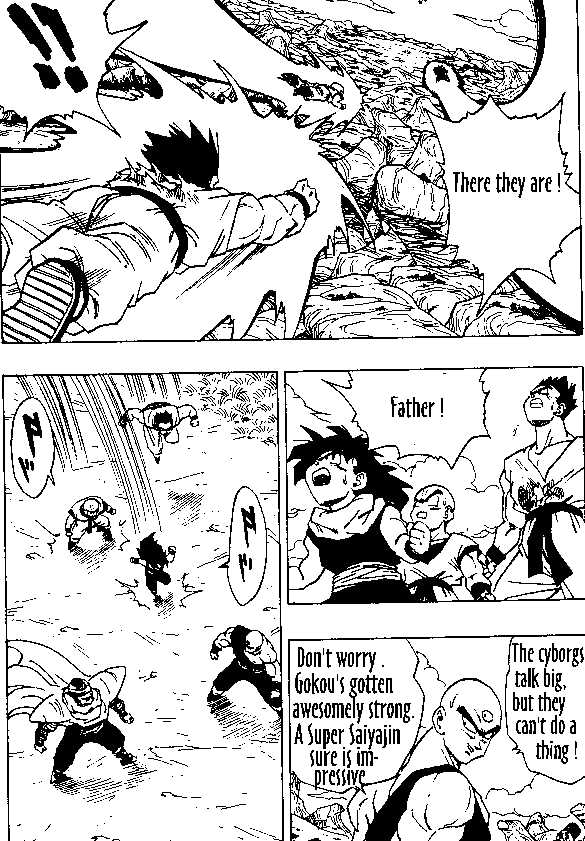 !!
There they are !
Father !
Don't worry .
Gokou's gotten
awesomely strong.
A Super Saiyajin
sure is im-
pressive
The cyborgs
talk big,
but they
can't do a
thing !